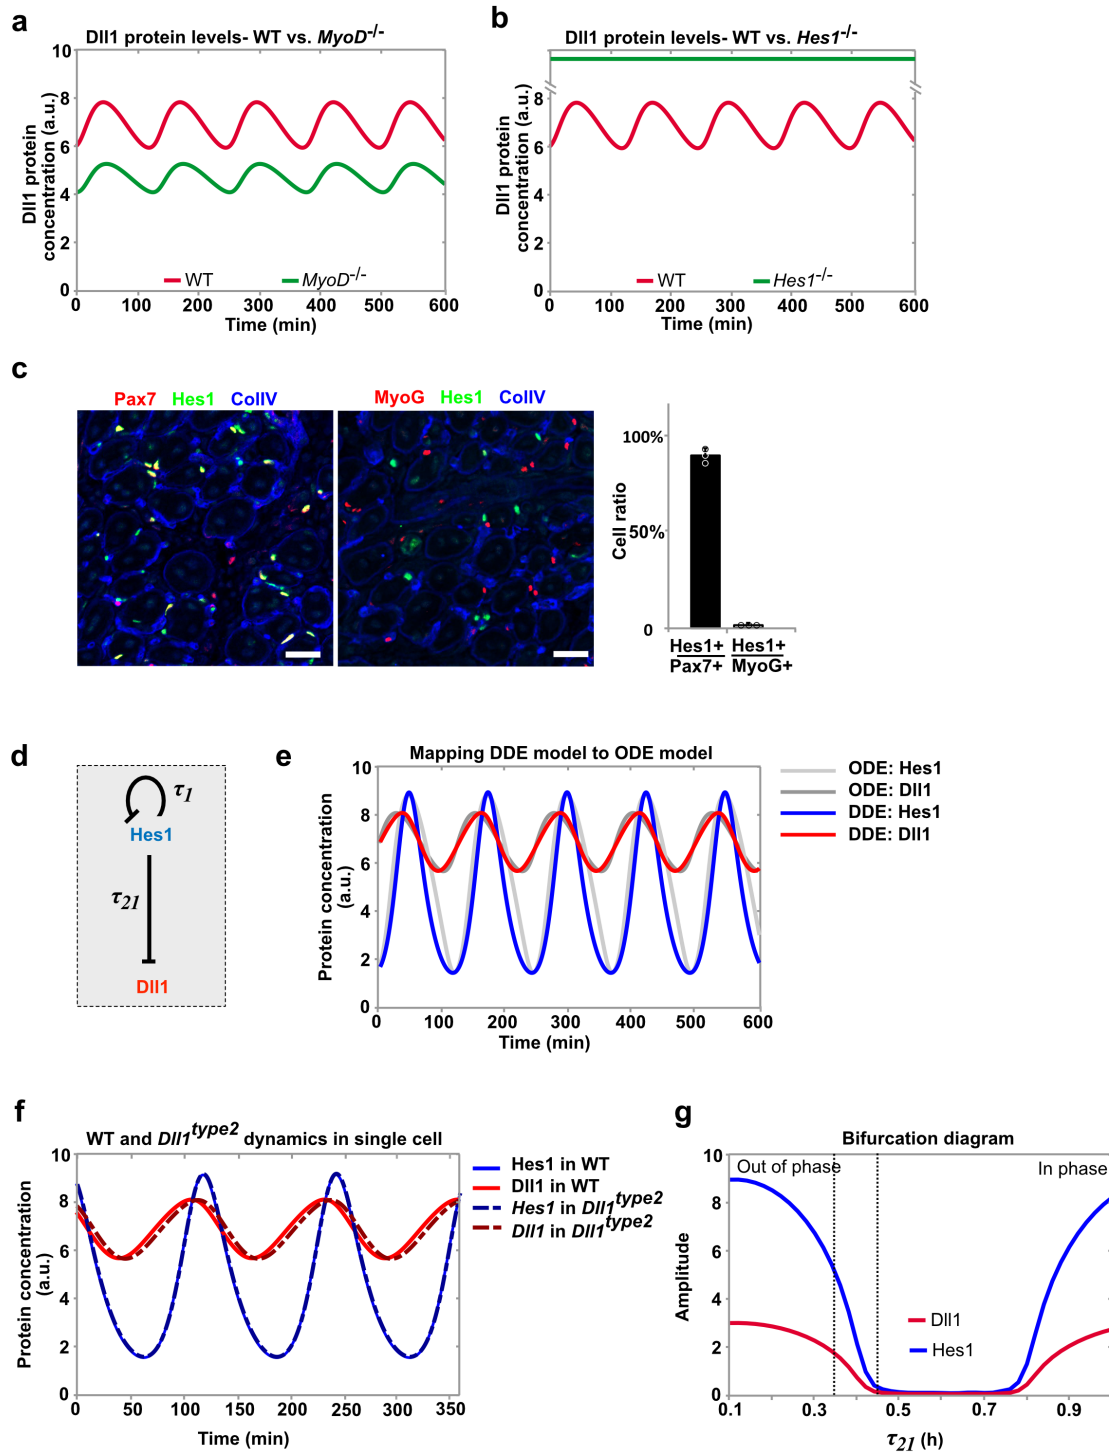 a
Dll1 protein levels- WT vs. MyoD-/-
10
8
6
4
2
0
Dll1 protein
concentration (a.u.)
WT
MyoD-/-
0 100 200 300 400 500 600
Time (min)
b
Dll1 protein levels- WT vs. Hes1-/-
8
6
4
2
0
Dll1 protein
concentration (a.u.)
WT
Hes1-/-
0 100 200 300 400 500 600
Time (min)
c
Pax7 Hes1 ColIV
MyoG Hes1 ColIV
100%
50%
0
Cell ratio
Hes1+ Hes1+
Pax7+ MyoG+
d
τ1
Hes1
τ21
Dll1
e
Mapping DDE model to ODE model
10
8
6
4
2
0
Protein concentration
(a.u.)
0 100 200 300 400 500 600
Time (min)
ODE: Hes1
ODE: Dll1
DDE: Hes1
DDE: Dll1
f
WT and Dll1type2 dynamics in single cell
10
8
6
4
2
0
Protein concentration
(a.u.)
0 50 100 150 200 250 300 350
Time (min)
Hes1 in WT
Dll1 in WT
Hes1 in Dll1type2
Dll1 in Dll1type2
g
Bifurcation diagram
10
8
6
4
2
0
Amplitude
Out of phase
In phase
Dll1
Hes1
0.1 0.3 0.5 0.7 0.9
τ21 (h)